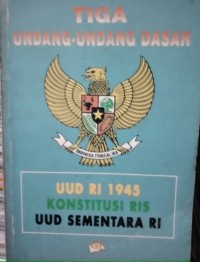 TIGA
UNDANG-UNDANG DASAR
UUD RI 1945
KONSTITUSI RIS
UUD SEMENTARA RI